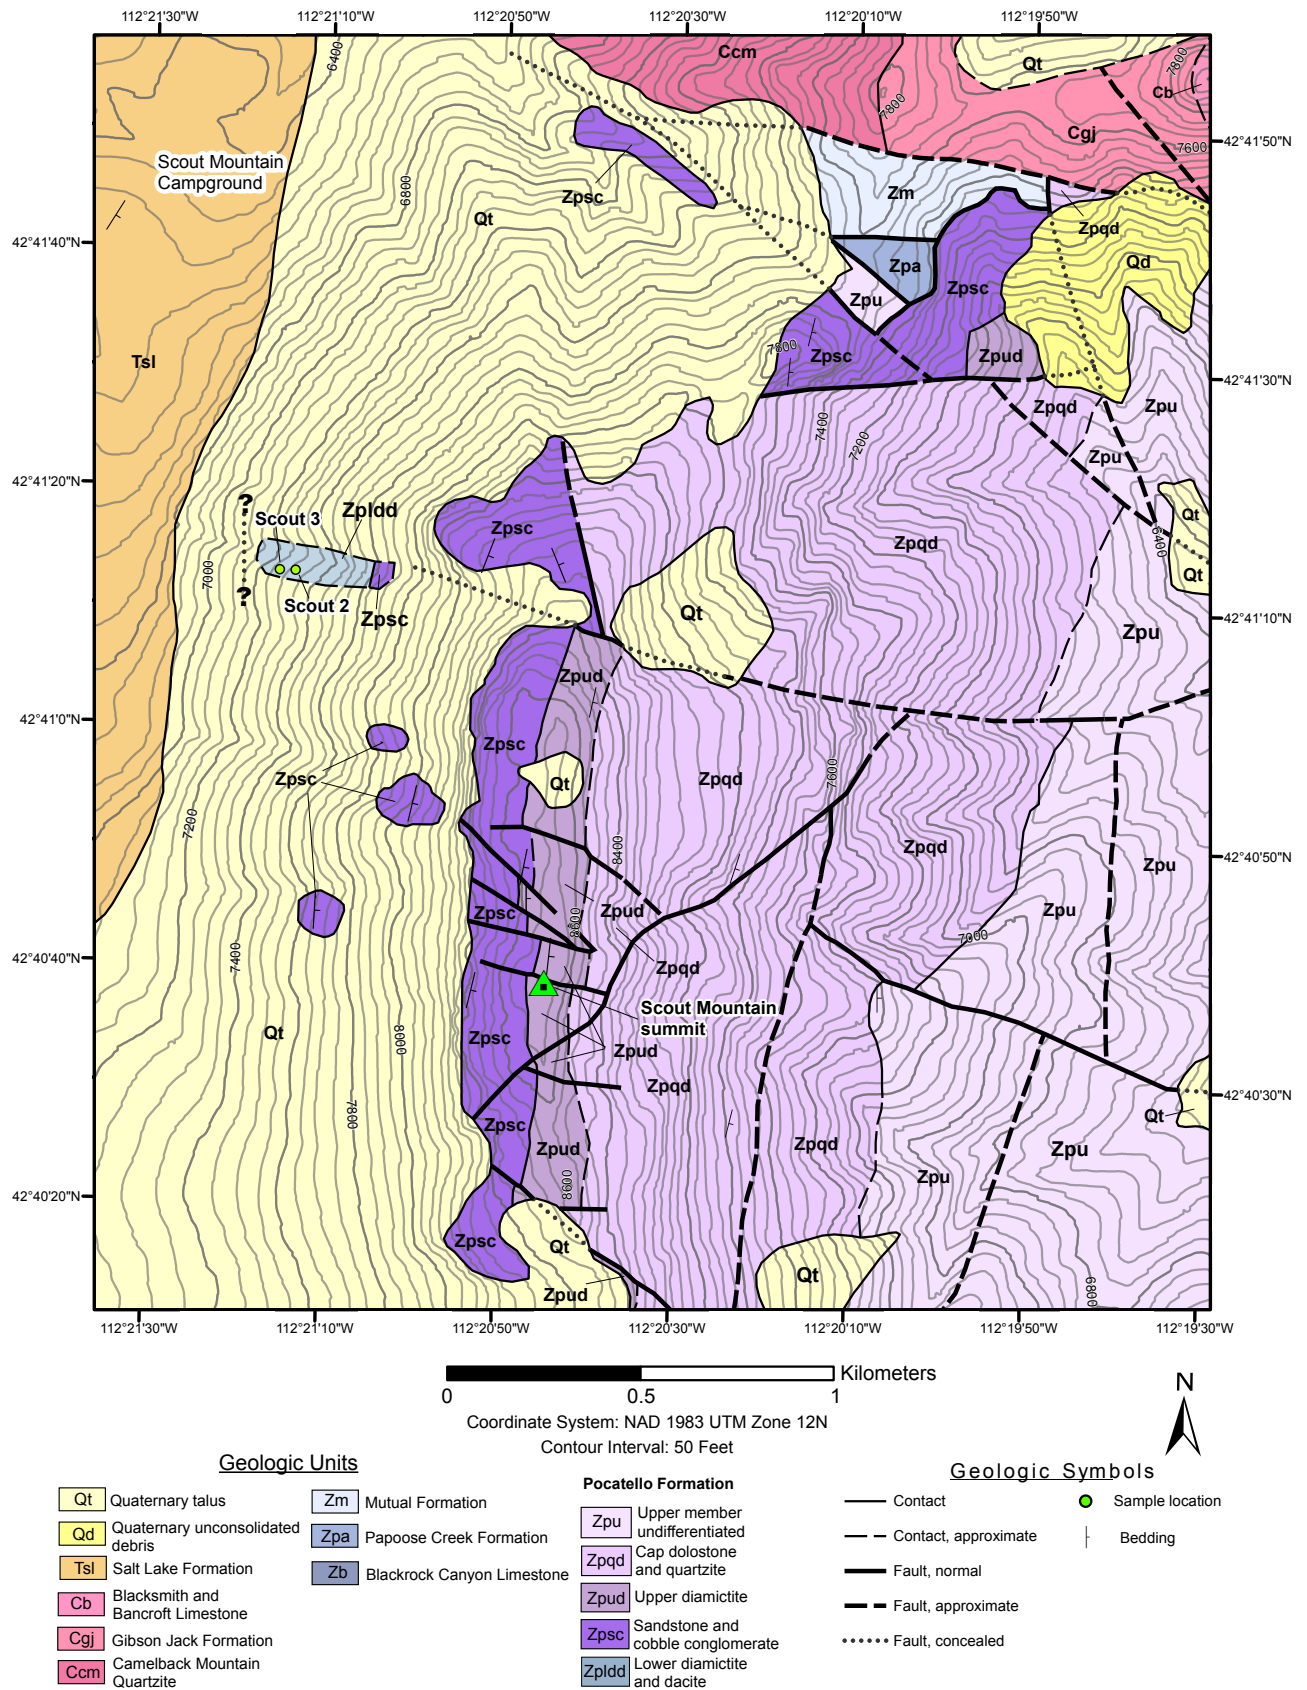 112°21'30"W
112°21'10"W
112°20'50"W
112°20'30"W
112°20'10"W
112°19'50"W
6400
Ccm
Qt
7800
Cb
7800
Cgj
7600
42°41'50"N
Scout Mountain
Campground
6800
Zpsc
Qt
Zm
Zpqd
42°41'40"N
Zpa
Qd
Zpsc
Zpu
Tsl
7800
Zpsc
Zpud
42°41'30"N
Zpqd
Zpu
7400
7200
Zpu
42°41'20"N
?
Scout 3
Zpldd
Zpsc
Qt
6400
Zpqd
7000
Qt
?
Scout 2
Zpsc
Qt
42°41'10"N
Zpu
Zpud
42°41'0"N
Zpsc
Zpsc
Qt
Zpqd
7600
7200
8400
Zpqd
42°40'50"N
Zpu
Zpsc
Zpud
Zpu
8600
7000
7400
42°40'40"N
Zpqd
Scout Mountain
summit
Qt
8000
Zpsc
Zpud
Zpqd
42°40'30"N
7800
Zpsc
Qt
Zpud
Zpqd
Zpu
Zpu
8600
42°40'20"N
Zpsc
Qt
Qt
Zpud
6800
112°21'30"W
112°21'10"W
112°20'50"W
112°20'30"W
112°20'10"W
112°19'50"W
112°19'30"W
Kilometers
0
0.5
1
N
Coordinate System: NAD 1983 UTM Zone 12N
Contour Interval: 50 Feet
Geologic Units
Qt Quaternary talus
Qd Quaternary unconsolidated
debris
Tsl Salt Lake Formation
Cb Blacksmith and
Bancroft Limestone
Cgj Gibson Jack Formation
Ccm Camelback Mountain
Quartzite
Zm Mutual Formation
Zpa Papoose Creek Formation
Zb Blackrock Canyon Limestone
Pocatello Formation
Zpu Upper member
undifferentiated
Zpqd Cap dolostone
and quartzite
Zpud Upper diamictite
Zpsc Sandstone and
cobble conglomerate
Zpldd Lower diamictite
and dacite
Geologic Symbols
Contact
Contact, approximate
Fault, normal
Fault, approximate
Fault, concealed
Sample location
Bedding